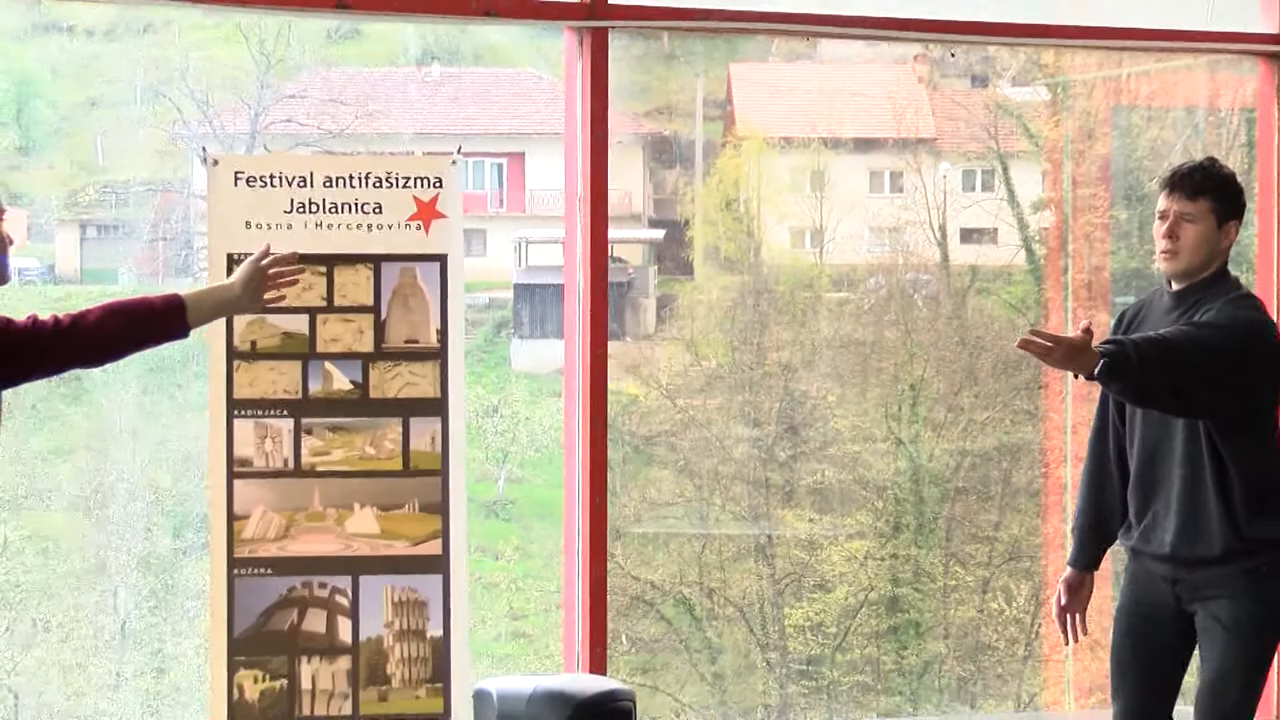 Festival antifašizma
Jablanica
Bosna i Hercegovina
KADINJAČA
KOZARA